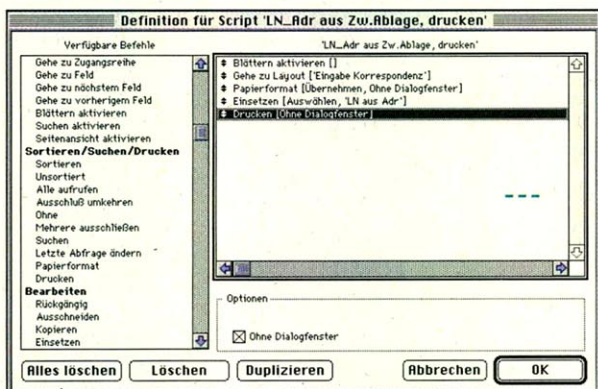 Definition für Script 'LN_Adr aus Zw.Ablage, drucken'
Verfügbare Befehle
Gehe zu Zugangsreihe
Gehe zu Feld
Gehe zu nächstem Feld
Gehe zu vorherigem Feld
Blättern aktivieren
Suchen aktivieren
Seitenansicht aktivieren
Sortieren/Suchen/Drucken
Sortieren
Unsortiert
Alle aufrufen
Ausschluß umkehren
Ohne
Mehrere ausschließen
Suchen
Letzte Abfrage ändern
Papierformat
Drucken
Bearbeiten
Rückgängig
Ausschneiden
Kopieren
Einsetzen
'LN_Adr aus Zw.Ablage, drucken'
Blättern aktivieren []
Gehe zu Layout ['Eingabe Korrespondenz']
Papierformat [Übernehmen, Ohne Dialogfenster]
Einsetzen [Auswählen, 'LN aus Adr']
Drucken [Ohne Dialogfenster]
Optionen
Ohne Dialogfenster
Alles löschen
Löschen
Duplizieren
Abbrechen
OK